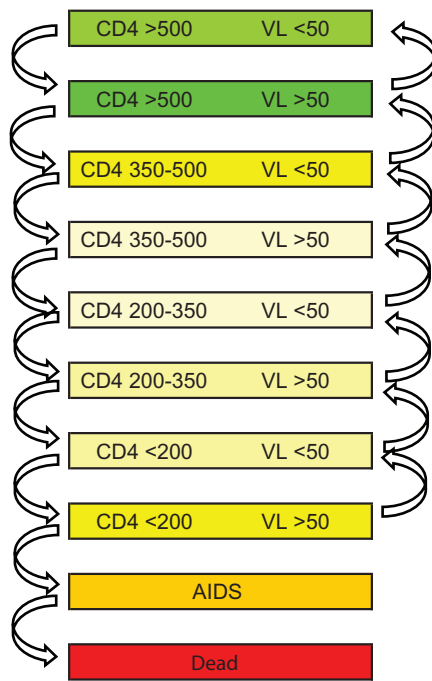 CD4 >500 VL <50
CD4 >500 VL >50
CD4 350-500 VL <50
CD4 350-500 VL >50
CD4 200-350 VL <50
CD4 200-350 VL >50
CD4 <200 VL <50
CD4 <200 VL >50
AIDS
Dead